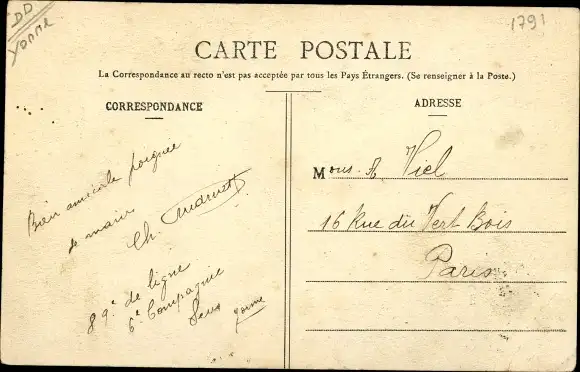 DD
Yonne
1791
CARTE POSTALE
La Correspondance au recto n'est pas acceptée par tous les Pays Étrangers. (Se renseigner à la Poste.)
CORRESPONDANCE
Bien amicale poignée
de main
Ch.
89e de ligne
6e Compagnie
Sens Yonne
ADRESSE
Mons. A Viel
16 Rue du Vert Bois
Paris